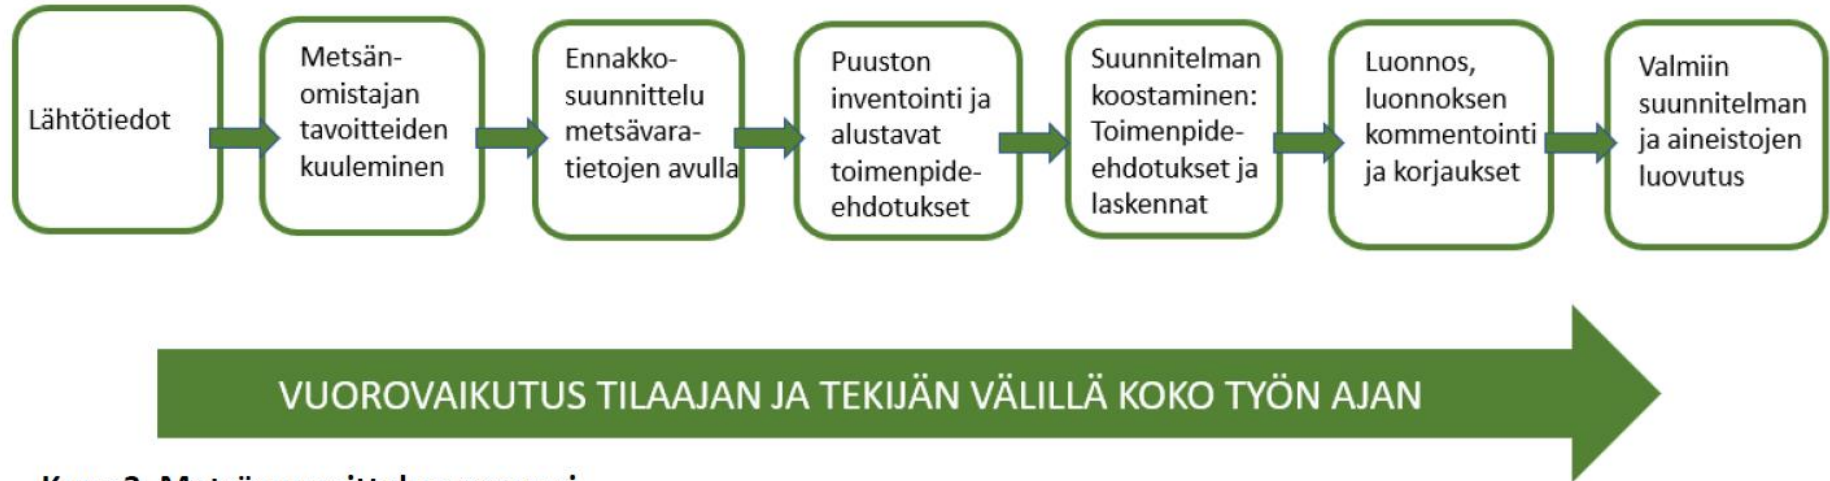 Lähtötiedot
Metsän-
omistajan
tavoitteiden
kuuleminen
Ennakko-
suunnittelu
metsävara-
tietojen avulla
Puuston
inventointi ja
alustavat
toimenpide-
ehdotukset
Suunnitelman
koostaminen:
Toimenpide-
ehdotukset ja
laskennat
Luonnos,
luonnoksen
kommentointi
ja korjaukset
Valmiin
suunnitelman
ja aineistojen
luovutus
VUOROVAIKUTUS TILAAJAN JA TEKIJÄN VÄLILLÄ KOKO TYÖN AJAN